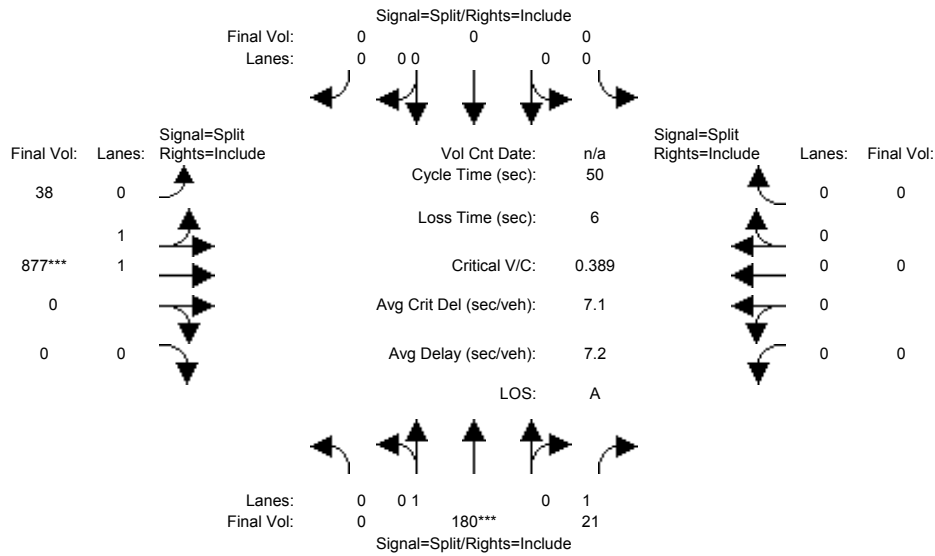 Signal=Split/Rights=Include
Final Vol: 0 0 0
Lanes: 0 0 0 0 0
Signal=Split
Final Vol: Lanes: Rights=Include
Vol Cnt Date: n/a
Signal=Split
Rights=Include Lanes: Final Vol:
Cycle Time (sec): 50
38 0
0 0
Loss Time (sec): 6
1
0
877*** 1
Critical V/C: 0.389
0 0
0
Avg Crit Del (sec/veh): 7.1
0
0 0
Avg Delay (sec/veh): 7.2
0 0
LOS: A
Lanes: 0 0 1 0 1
Final Vol: 0 180*** 21
Signal=Split/Rights=Include